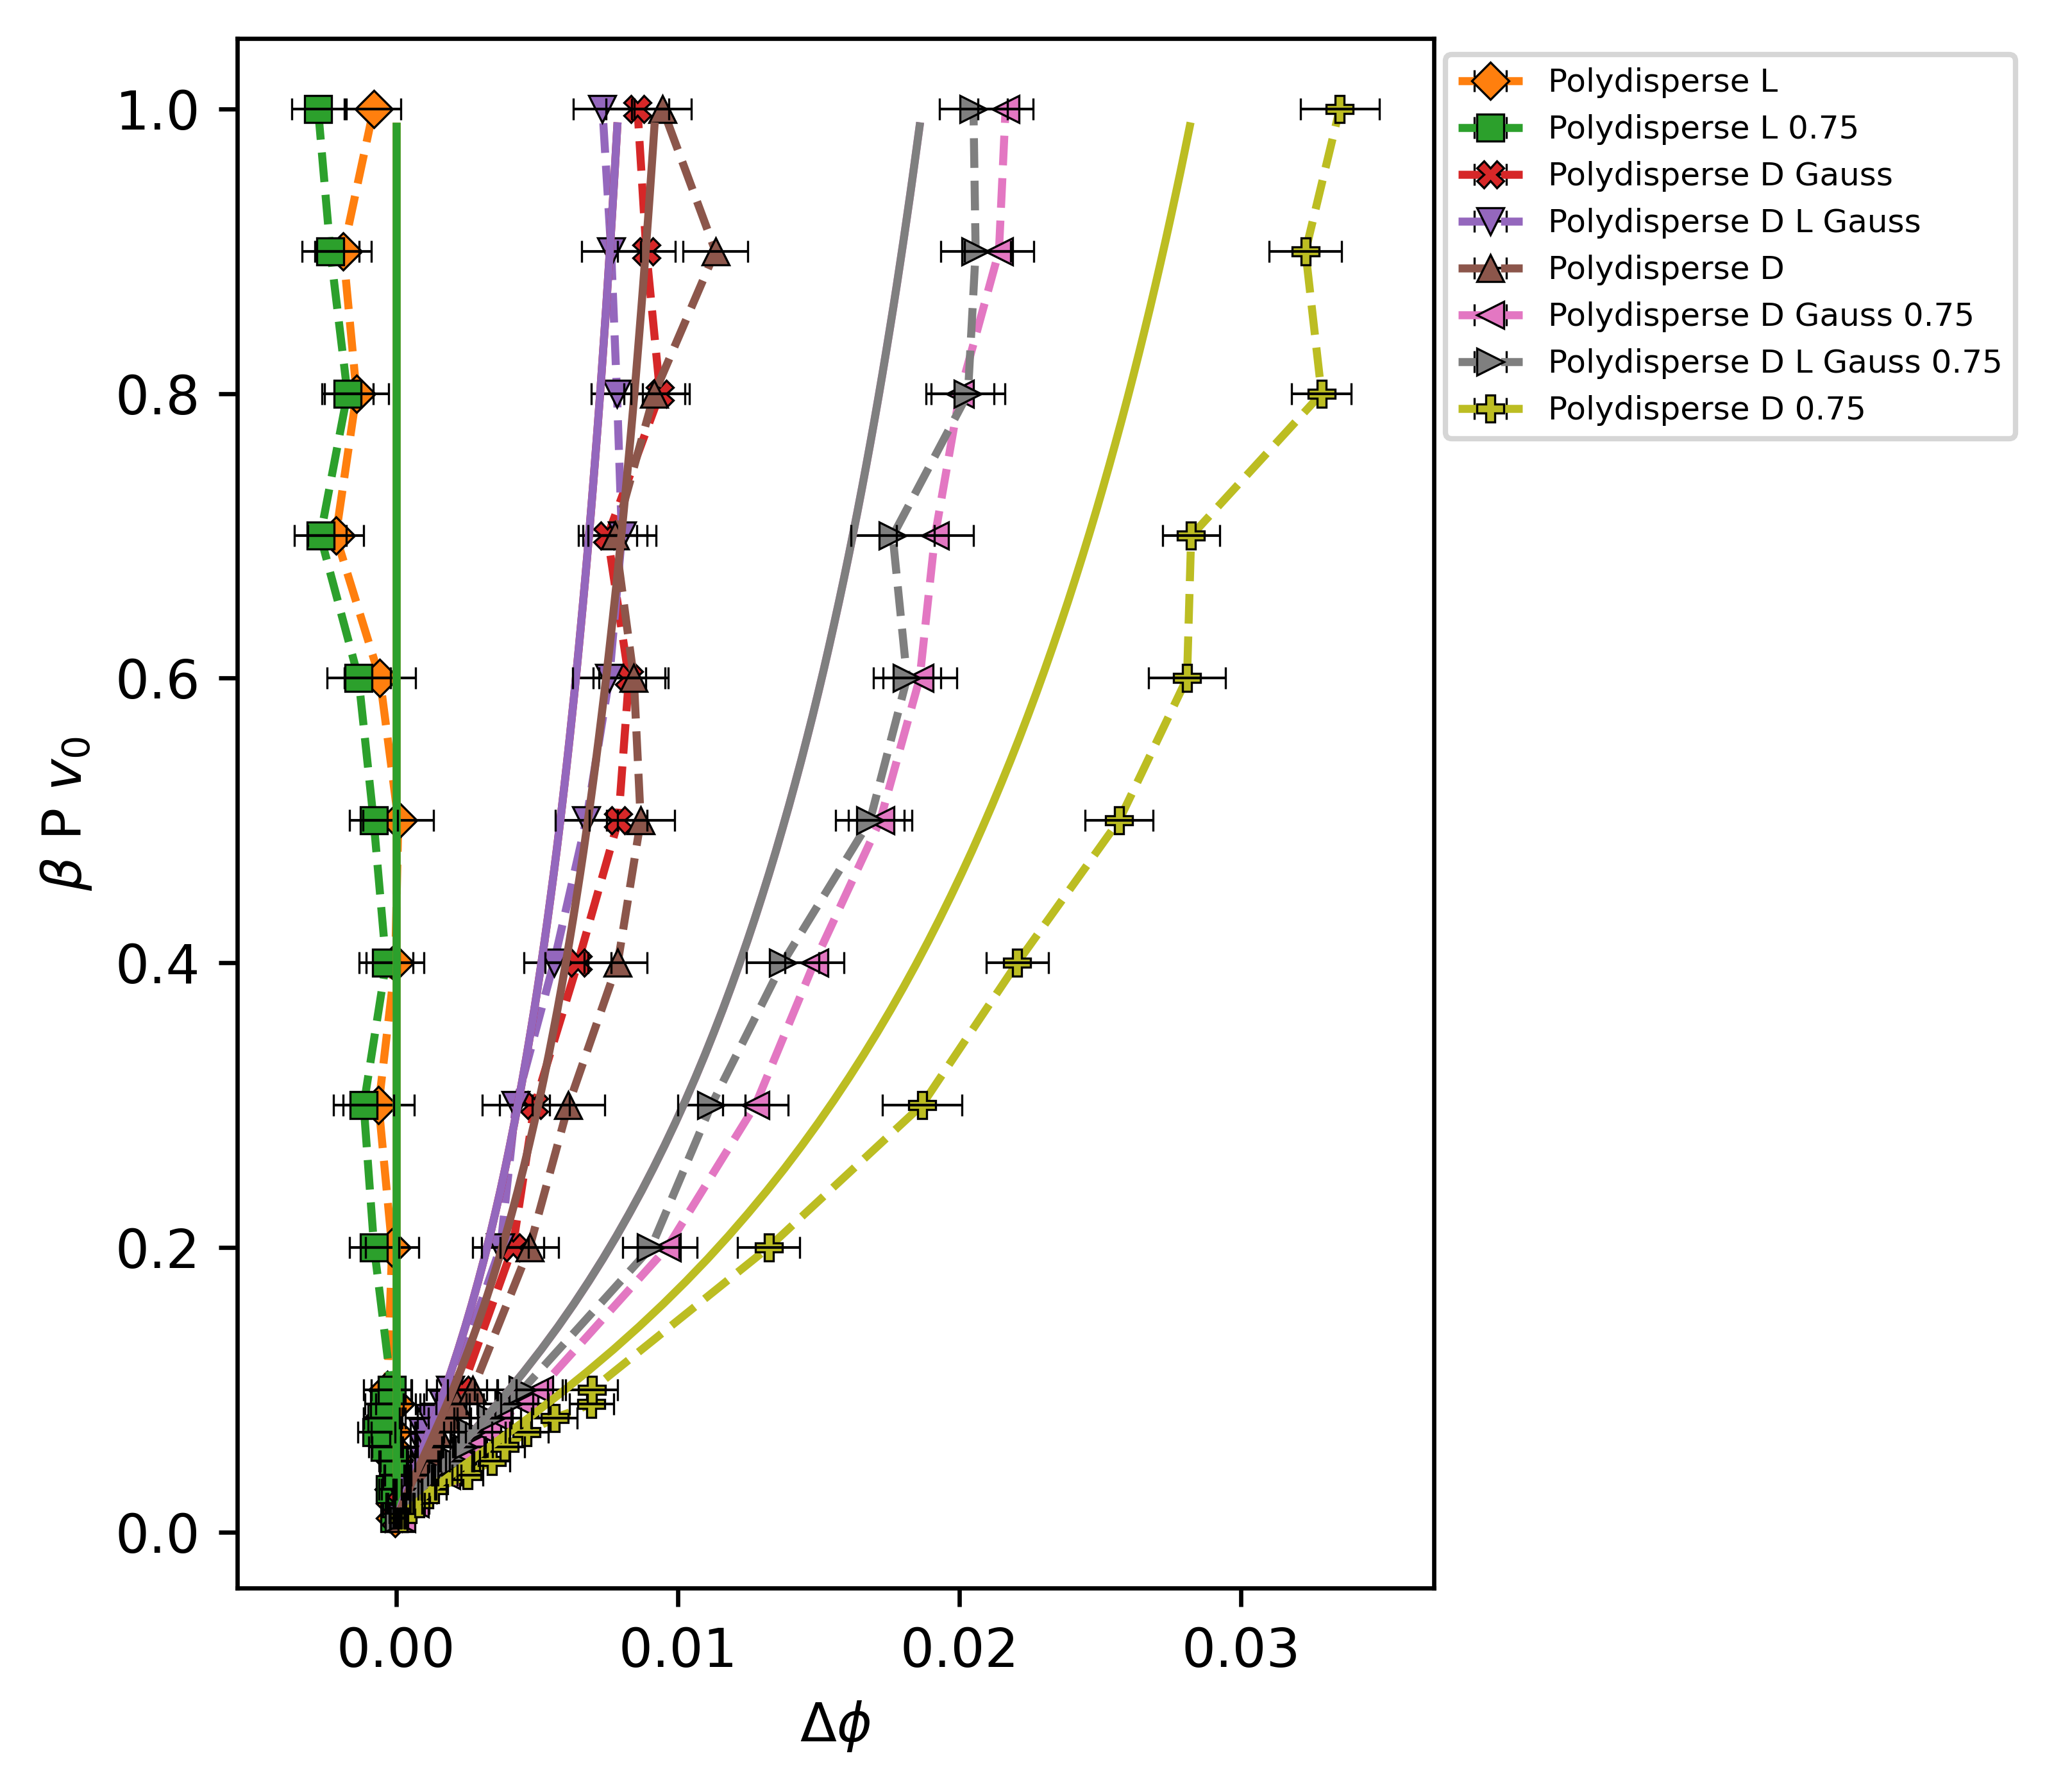 1.0
0.8
0.6
0.4
0.2
0.0
β P v₀
0.00 0.01 0.02 0.03
Δϕ
Polydisperse L
Polydisperse L 0.75
Polydisperse D Gauss
Polydisperse D L Gauss
Polydisperse D
Polydisperse D Gauss 0.75
Polydisperse D L Gauss 0.75
Polydisperse D 0.75